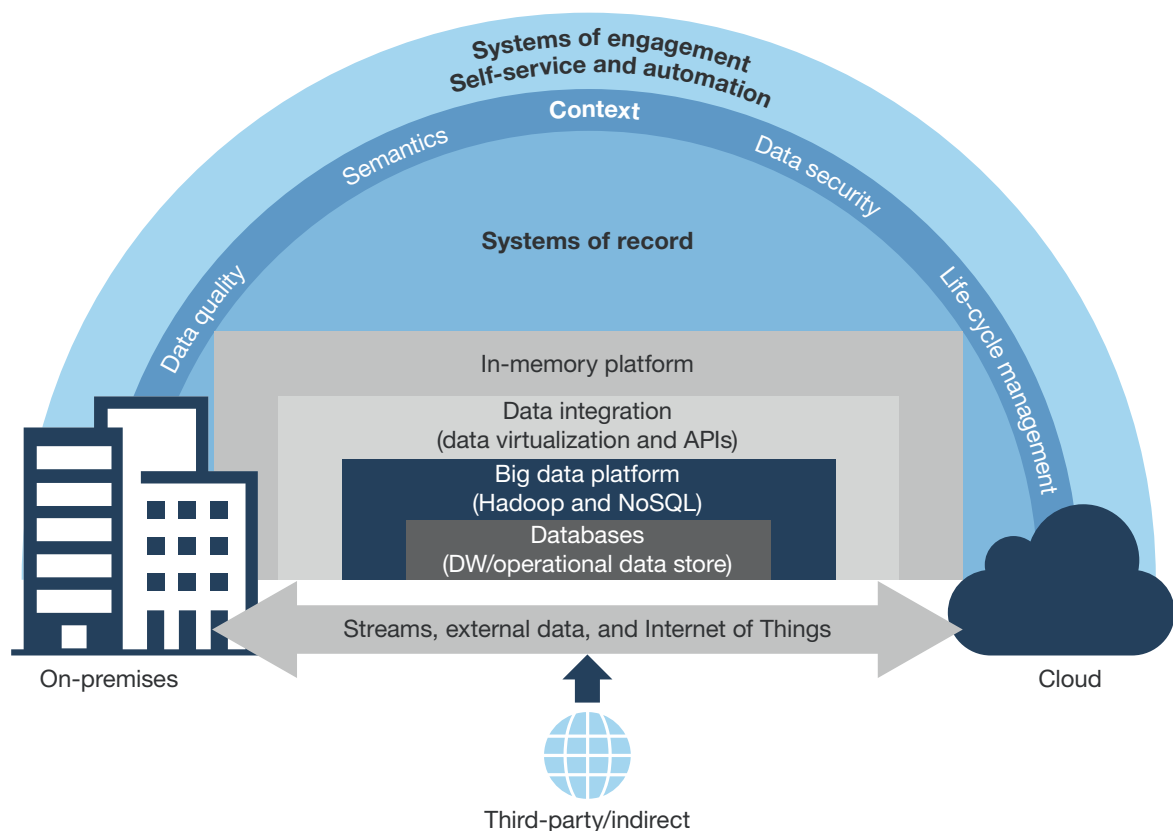 Systems of engagement
Self-service and automation
Context
Semantics
Data security
Data quality
Life-cycle management
Systems of record
In-memory platform
Data integration
(data virtualization and APIs)
Big data platform
(Hadoop and NoSQL)
Databases
(DW/operational data store)
Streams, external data, and Internet of Things
On-premises
Cloud
Third-party/indirect